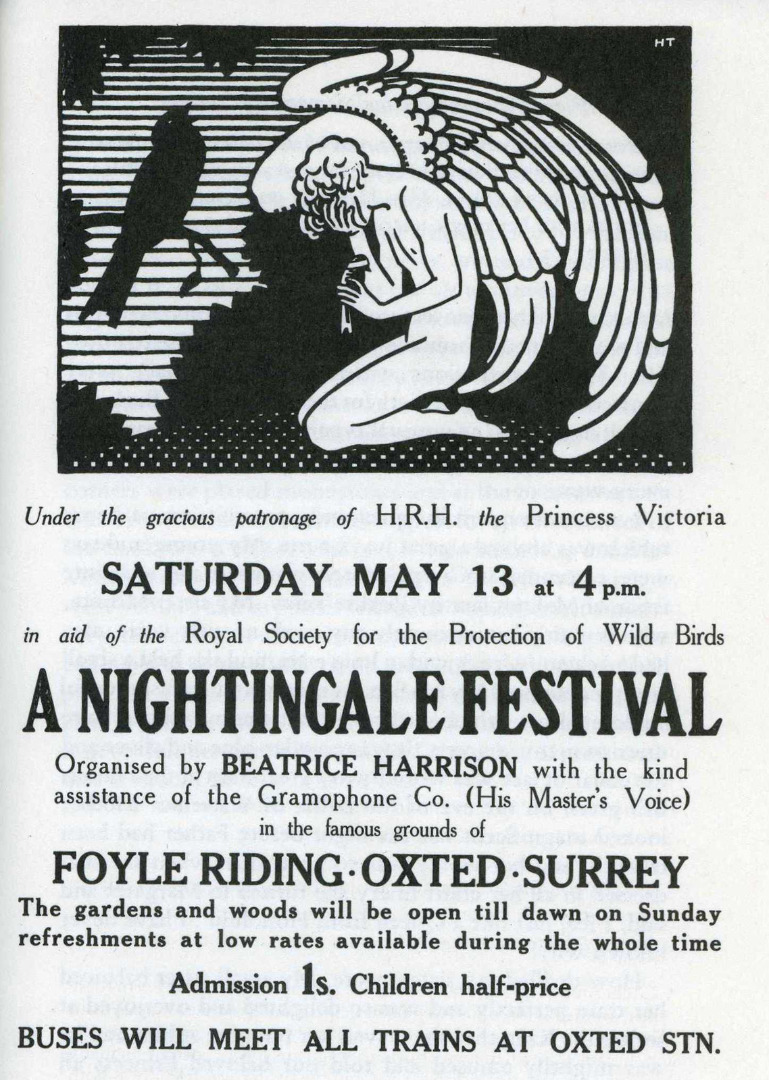 HT
Under the gracious patronage of H.R.H. the Princess Victoria
SATURDAY MAY 13 at 4 p.m.
in aid of the Royal Society for the Protection of Wild Birds
A NIGHTINGALE FESTIVAL
Organised by BEATRICE HARRISON with the kind
assistance of the Gramophone Co. (His Master's Voice)
in the famous grounds of
FOYLE RIDING·OXTED·SURREY
The gardens and woods will be open till dawn on Sunday
refreshments at low rates available during the whole time
Admission 1s. Children half-price
BUSES WILL MEET ALL TRAINS AT OXTED STN.